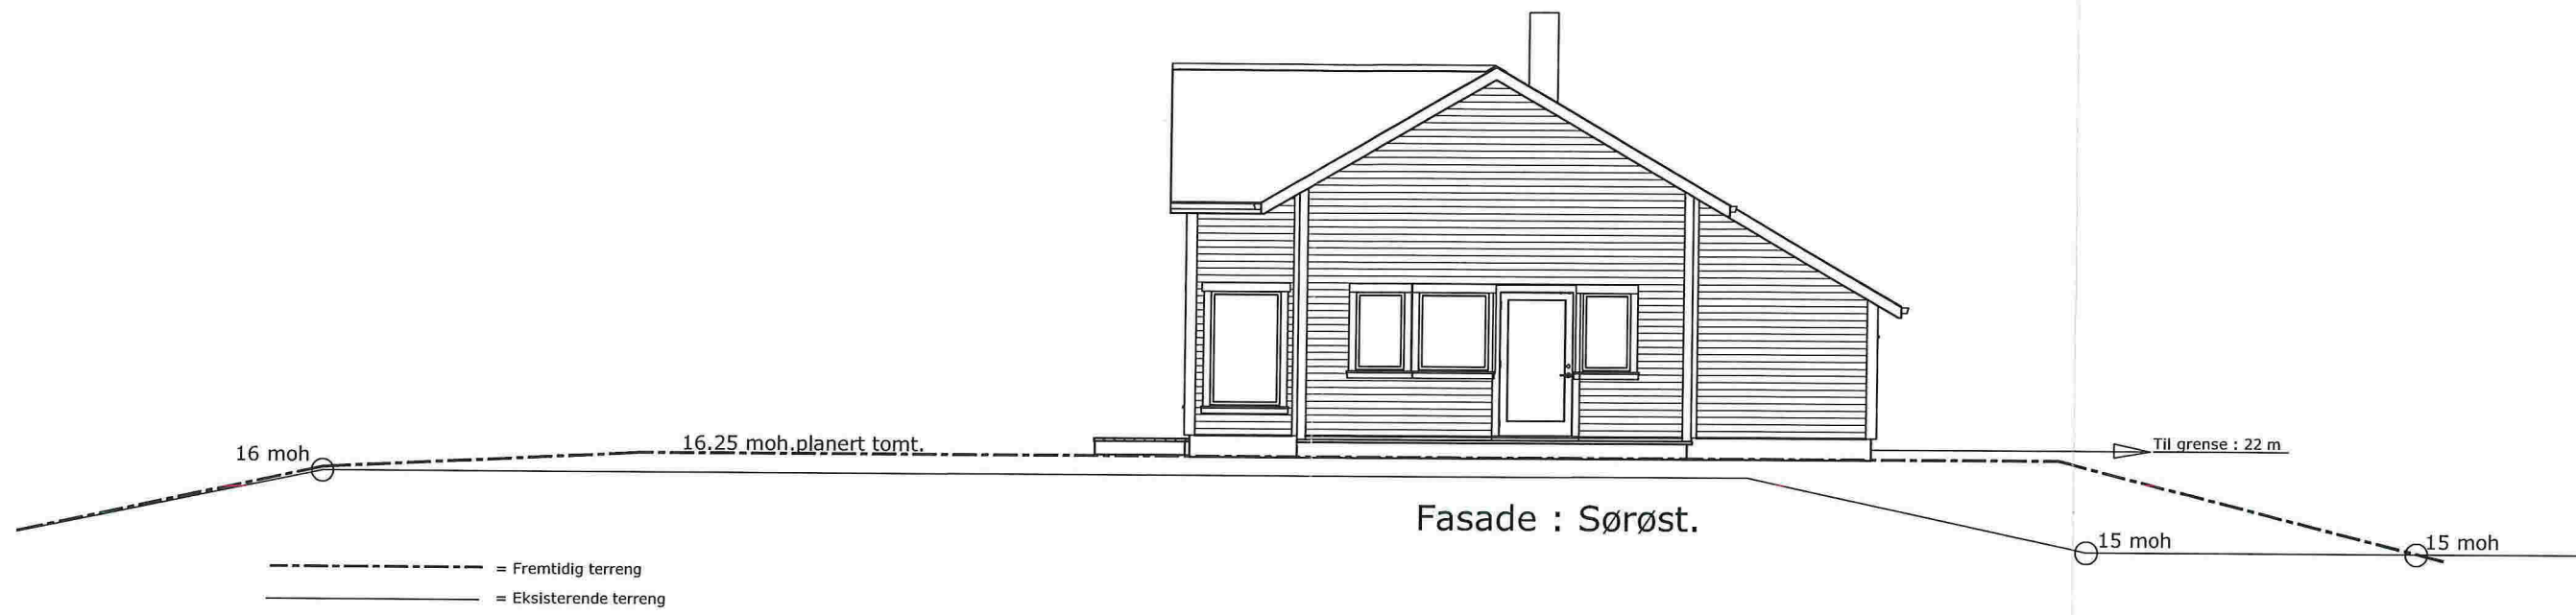 16 moh
16.25 moh.planert tomt.
Til grense : 22 m
Fasade : Sørøst.
15 moh
15 moh
= Fremtidig terreng
= Eksisterende terreng